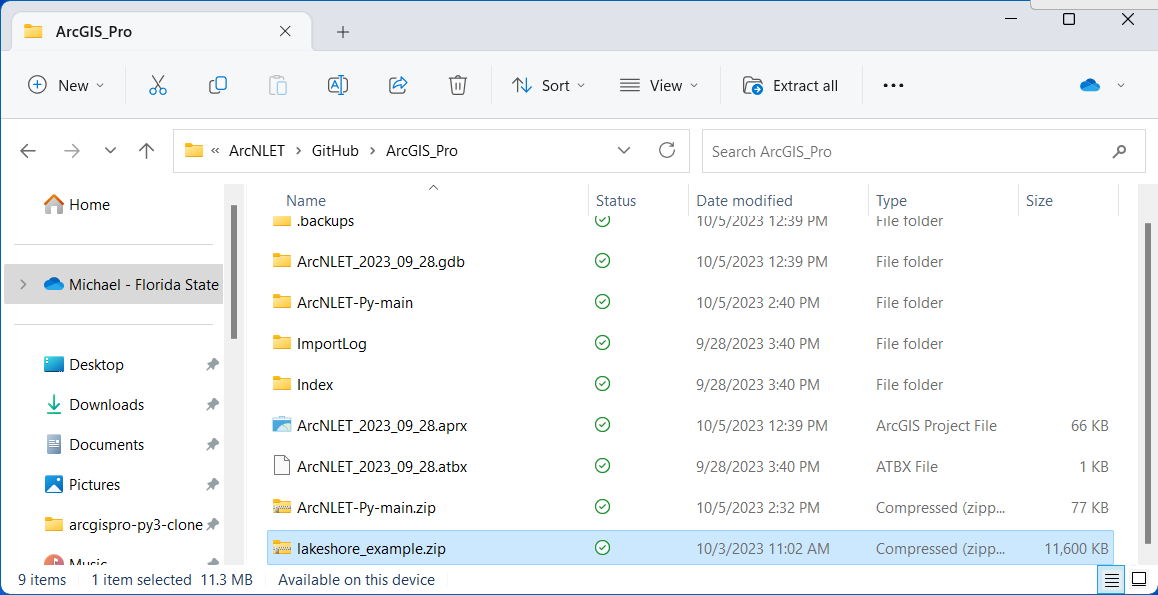 ArcGIS_Pro
New
Sort
View
Extract all
« ArcNLET > GitHub > ArcGIS_Pro
Search ArcGIS_Pro
Home
Michael - Florida State
Desktop
Downloads
Documents
Pictures
arcgispro-py3-clone
Music
Name Status Date modified Type Size
.backups 10/5/2023 12:39 PM File folder
ArcNLET_2023_09_28.gdb 10/5/2023 12:39 PM File folder
ArcNLET-Py-main 10/5/2023 2:40 PM File folder
ImportLog 9/28/2023 3:40 PM File folder
Index 9/28/2023 3:40 PM File folder
ArcNLET_2023_09_28.aprx 10/5/2023 12:39 PM ArcGIS Project File 66 KB
ArcNLET_2023_09_28.atbx 9/28/2023 3:40 PM ATBX File 1 KB
ArcNLET-Py-main.zip 10/5/2023 2:32 PM Compressed (zipp... 77 KB
lakeshore_example.zip 10/3/2023 11:02 AM Compressed (zipp... 11,600 KB
9 items 1 item selected 11.3 MB Available on this device